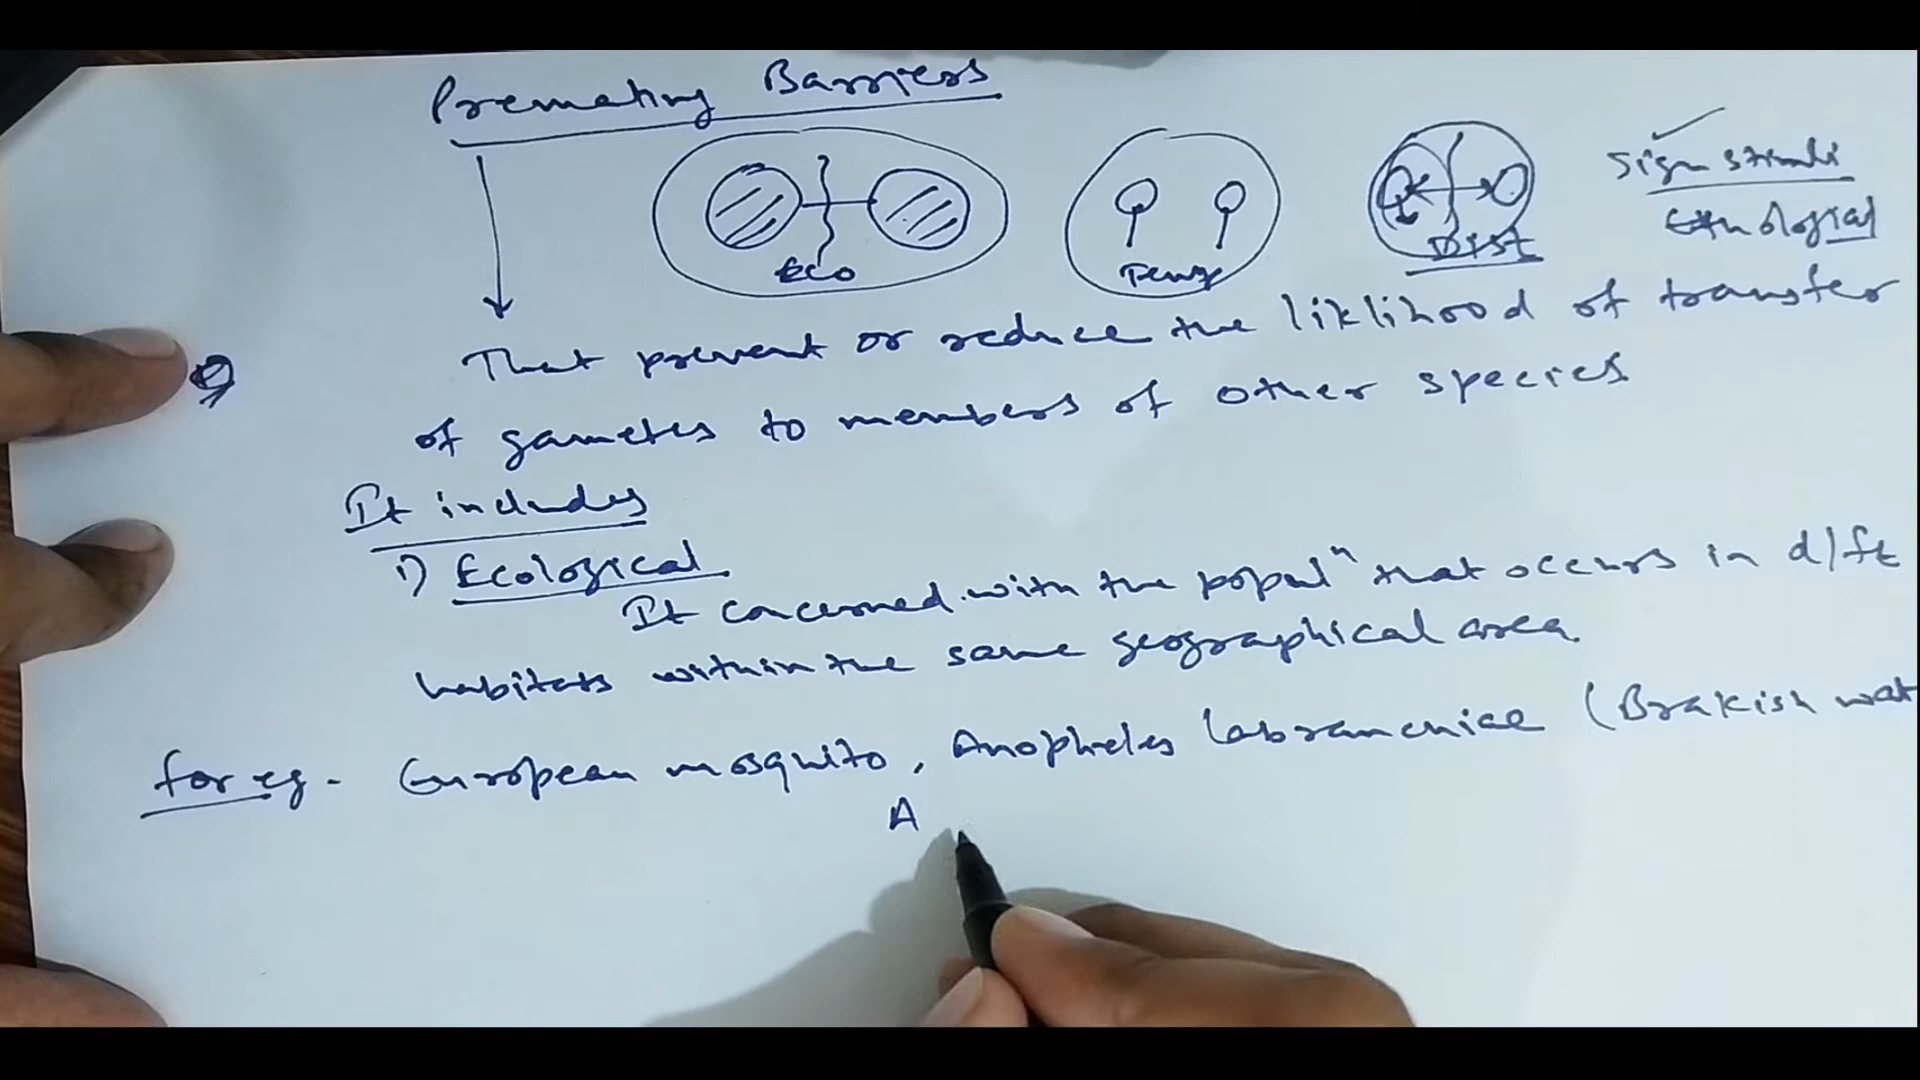 Premating Barriers
Eco
Temp
Dist
Sign stimuli
Ethological
That prevent or reduce the liklihood of transfer
of gametes to members of other species
It includes
1) Ecological
It concerned with the populⁿ that occurs in d/ft
habitats within the same geographical area.
for eg - European mosquito, Anopheles labranchiae (Brakish wat
A